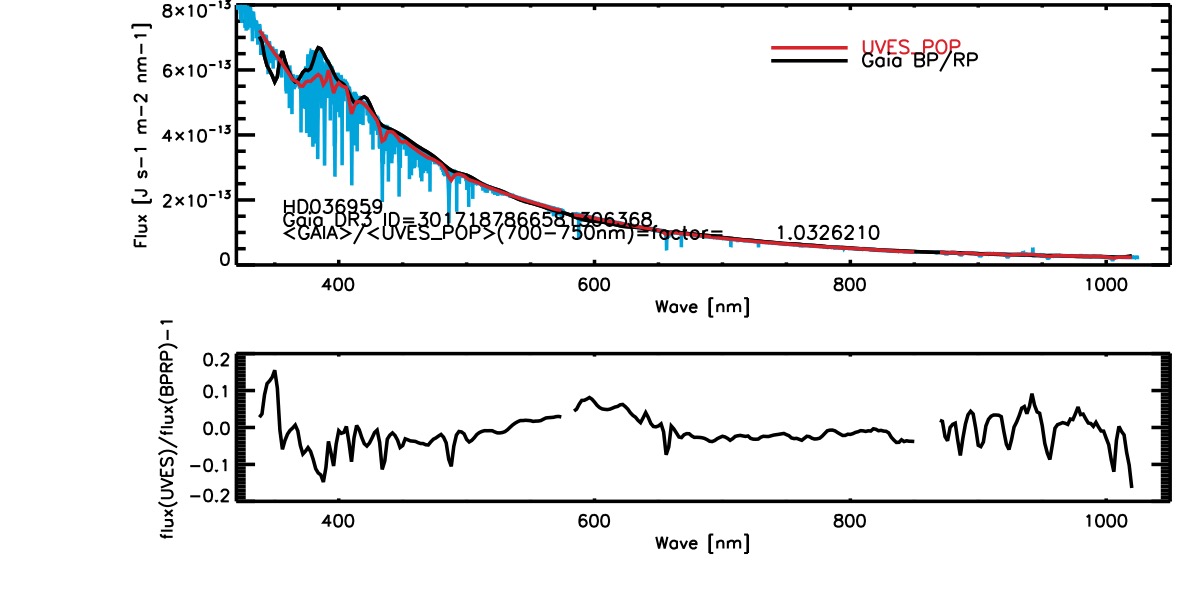 8×10−13
6×10−13
4×10−13
2×10−13
0
Flux [J s−1 m−2 nm−1]
UVES_POP
Gaia BP/RP
HD036959
Gaia DR3 ID=3017187866581306368
<GAIA>/<UVES_POP>(700−750nm)=factor= 1.0326210
400 600 800 1000
Wave [nm]
flux(UVES)/flux(BPRP)−1
0.2
0.1
0.0
−0.1
−0.2
400 600 800 1000
Wave [nm]